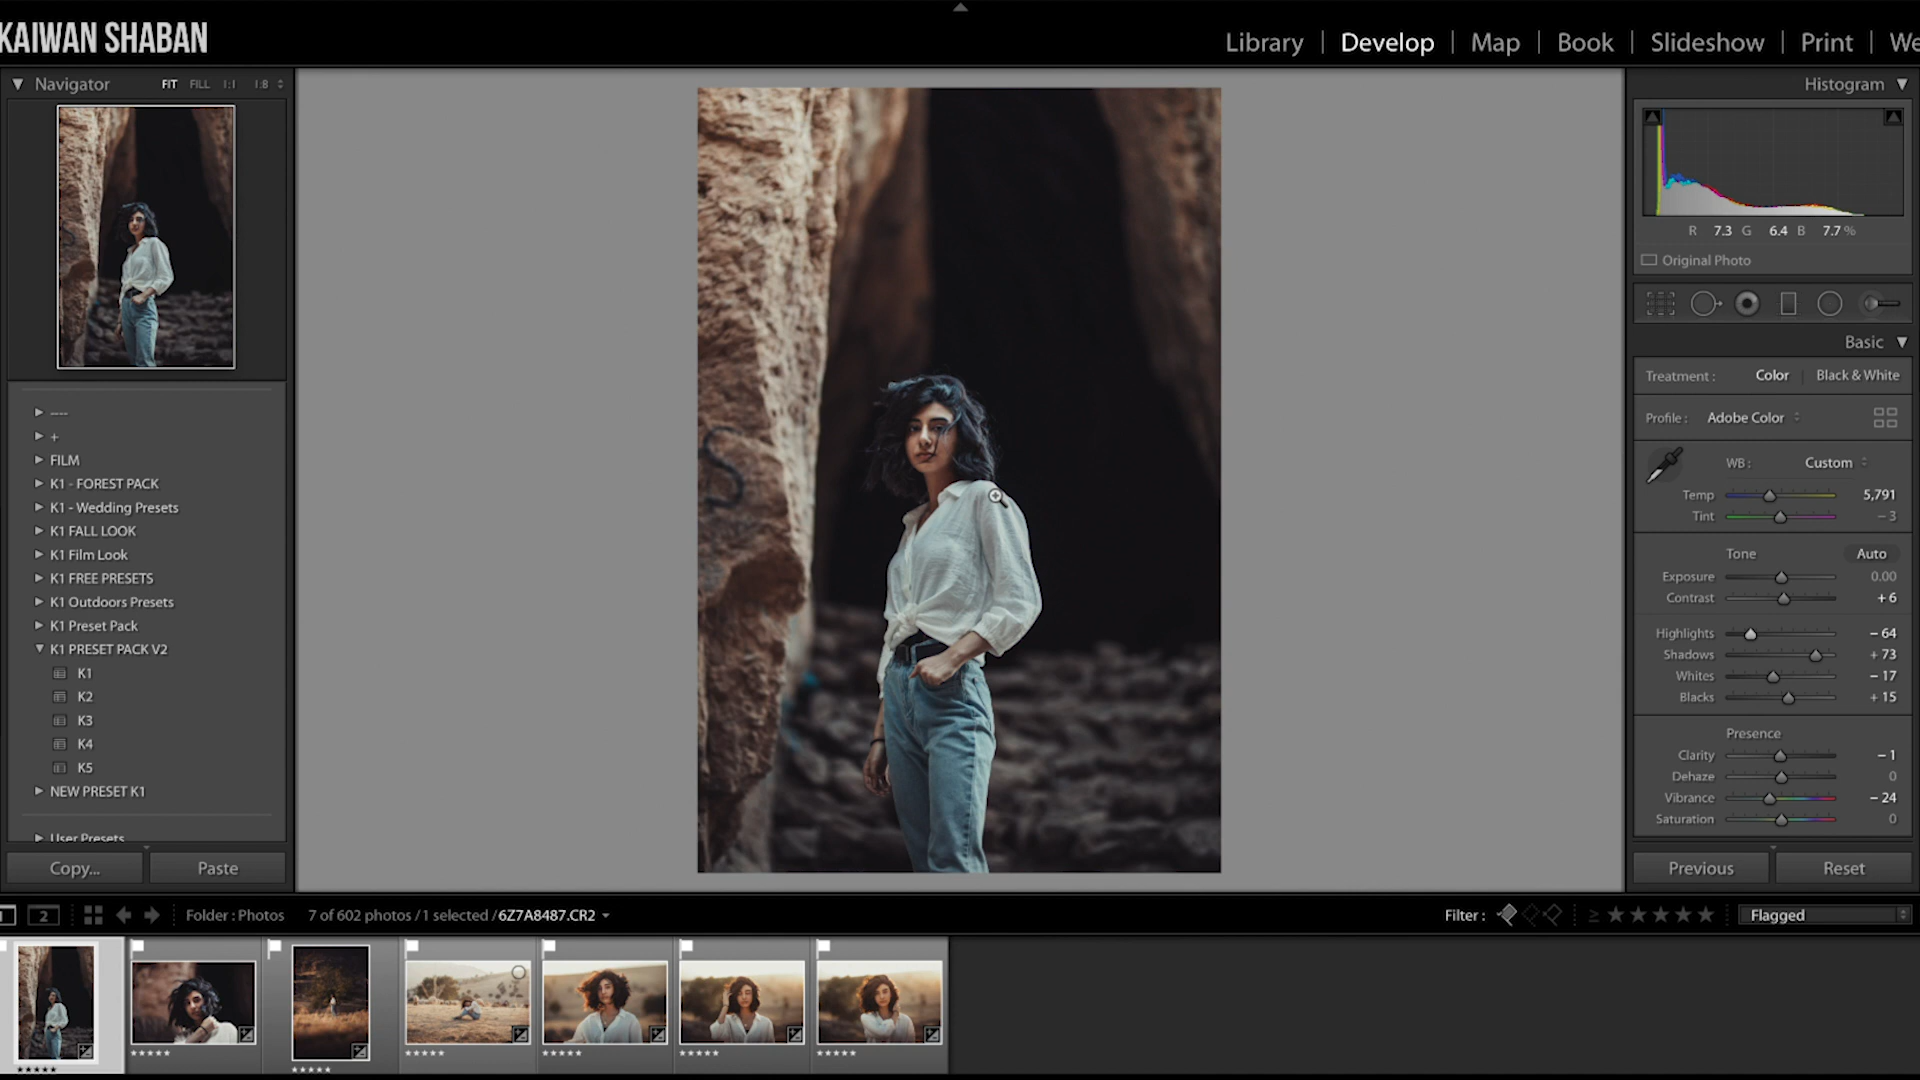 KAIWAN SHABAN
Library | Develop | Map | Book | Slideshow | Print | We
Navigator FIT FILL 1:1 1:8
----
+
FILM
K1 - FOREST PACK
K1 - Wedding Presets
K1 FALL LOOK
K1 Film Look
K1 FREE PRESETS
K1 Outdoors Presets
K1 Preset Pack
K1 PRESET PACK V2
K1
K2
K3
K4
K5
NEW PRESET K1
User Presets
Copy... Paste
Histogram
R 7.3 G 6.4 B 7.7 %
Original Photo
Basic
Treatment : Color | Black & White
Profile : Adobe Color
WB : Custom
Temp 5,791
Tint – 3
Tone Auto
Exposure 0.00
Contrast + 6
Highlights – 64
Shadows + 73
Whites – 17
Blacks + 15
Presence
Clarity – 1
Dehaze 0
Vibrance – 24
Saturation 0
Previous Reset
2 Folder : Photos 7 of 602 photos / 1 selected / 6Z7A8487.CR2 Filter : ≥ ★★★★★ Flagged